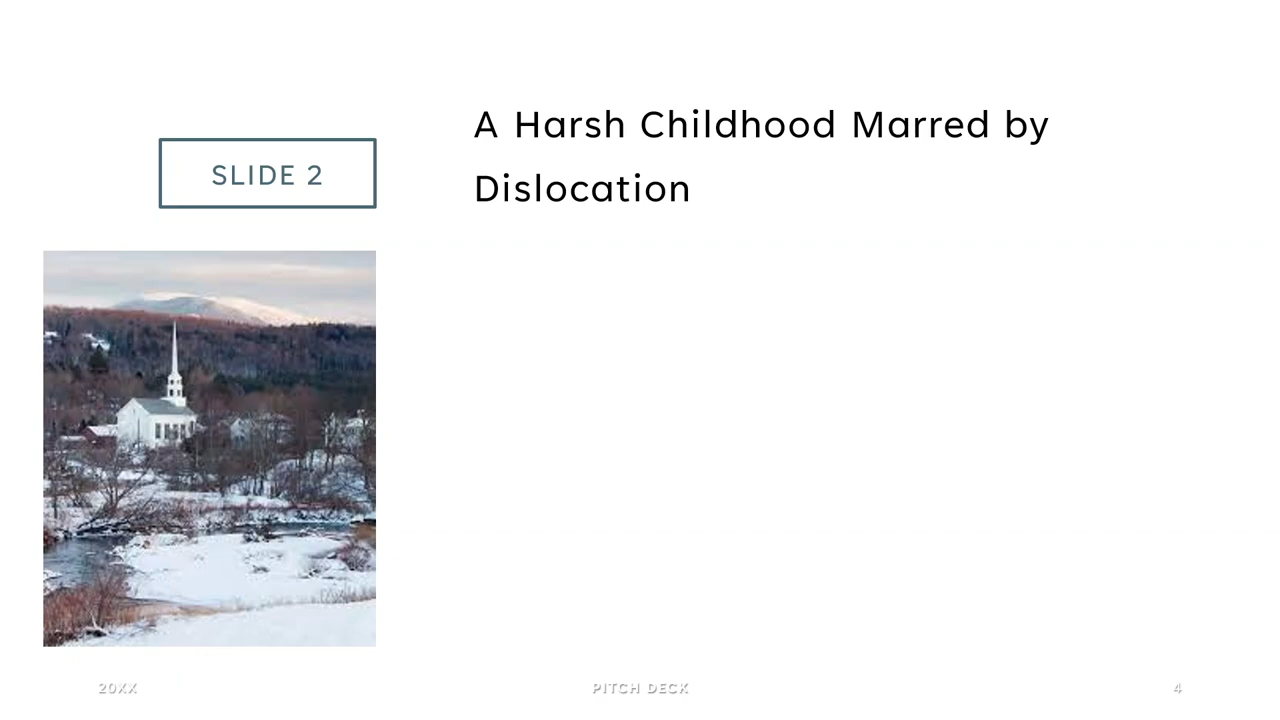 SLIDE 2
A Harsh Childhood Marred by
Dislocation
20XX
PITCH DECK
4